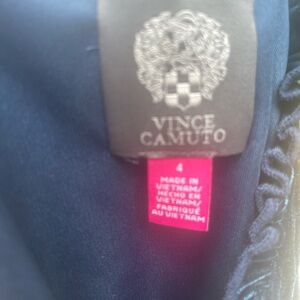 VINCE
CAMUTO
4
MADE IN
VIETNAM/
HECHO EN
VIETNAM/
FABRIQUÉ
AU VIETNAM